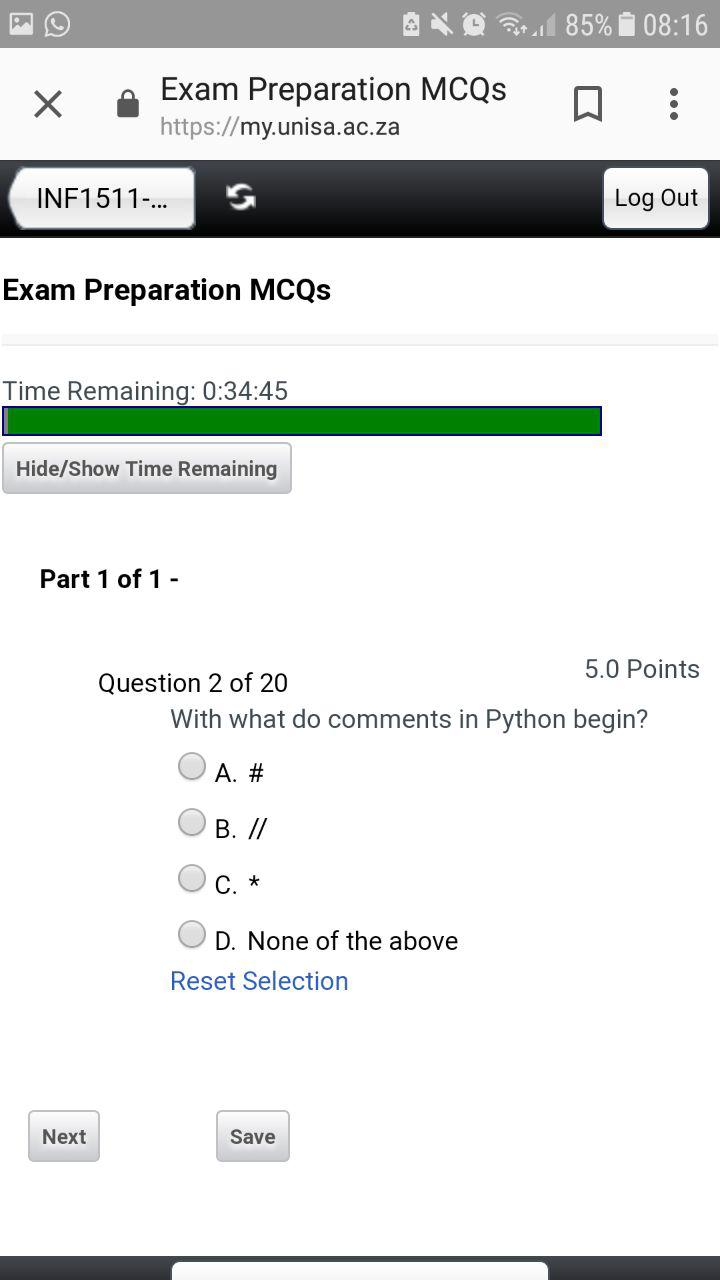 85% 08:16
Exam Preparation MCQs
https://my.unisa.ac.za
INF1511-... Log Out
Exam Preparation MCQs
Time Remaining: 0:34:45
Hide/Show Time Remaining
Part 1 of 1 -
Question 2 of 20 5.0 Points
With what do comments in Python begin?
A. #
B. //
C. *
D. None of the above
Reset Selection
Next Save